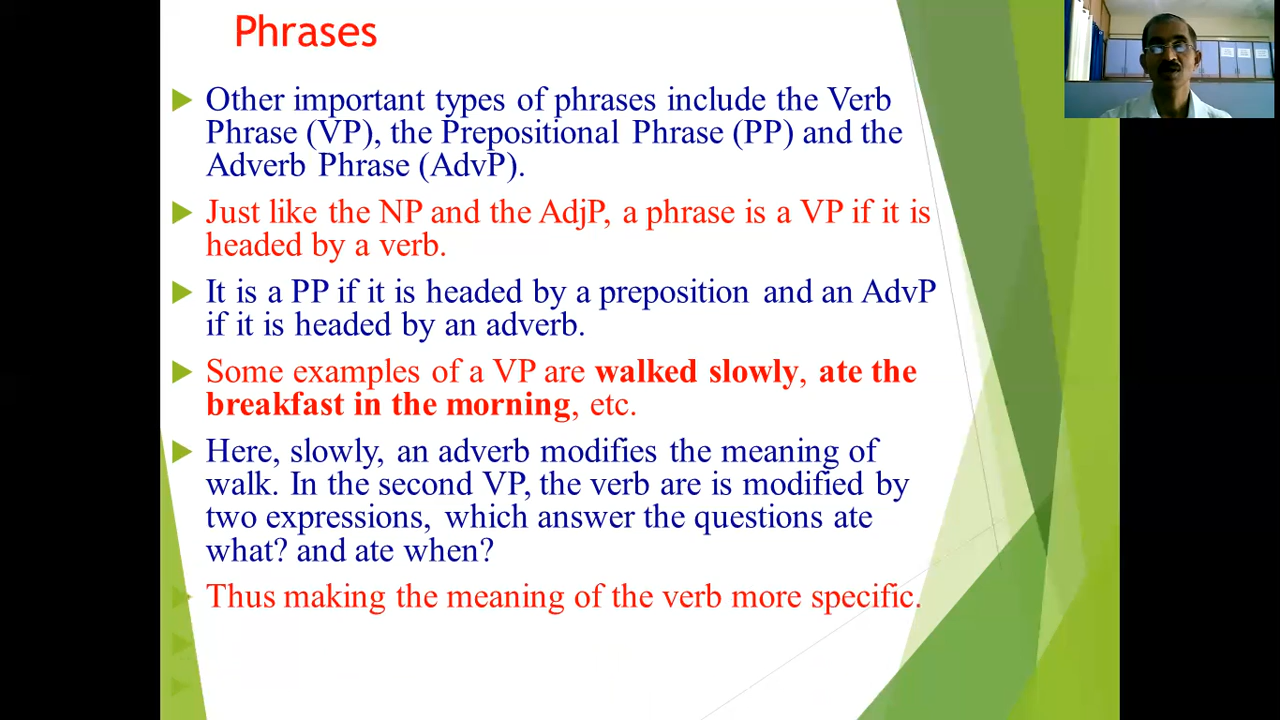 Phrases
Other important types of phrases include the Verb
Phrase (VP), the Prepositional Phrase (PP) and the
Adverb Phrase (AdvP).
Just like the NP and the AdjP, a phrase is a VP if it is
headed by a verb.
It is a PP if it is headed by a preposition and an AdvP
if it is headed by an adverb.
Some examples of a VP are walked slowly, ate the
breakfast in the morning, etc.
Here, slowly, an adverb modifies the meaning of
walk. In the second VP, the verb are is modified by
two expressions, which answer the questions ate
what? and ate when?
Thus making the meaning of the verb more specific.